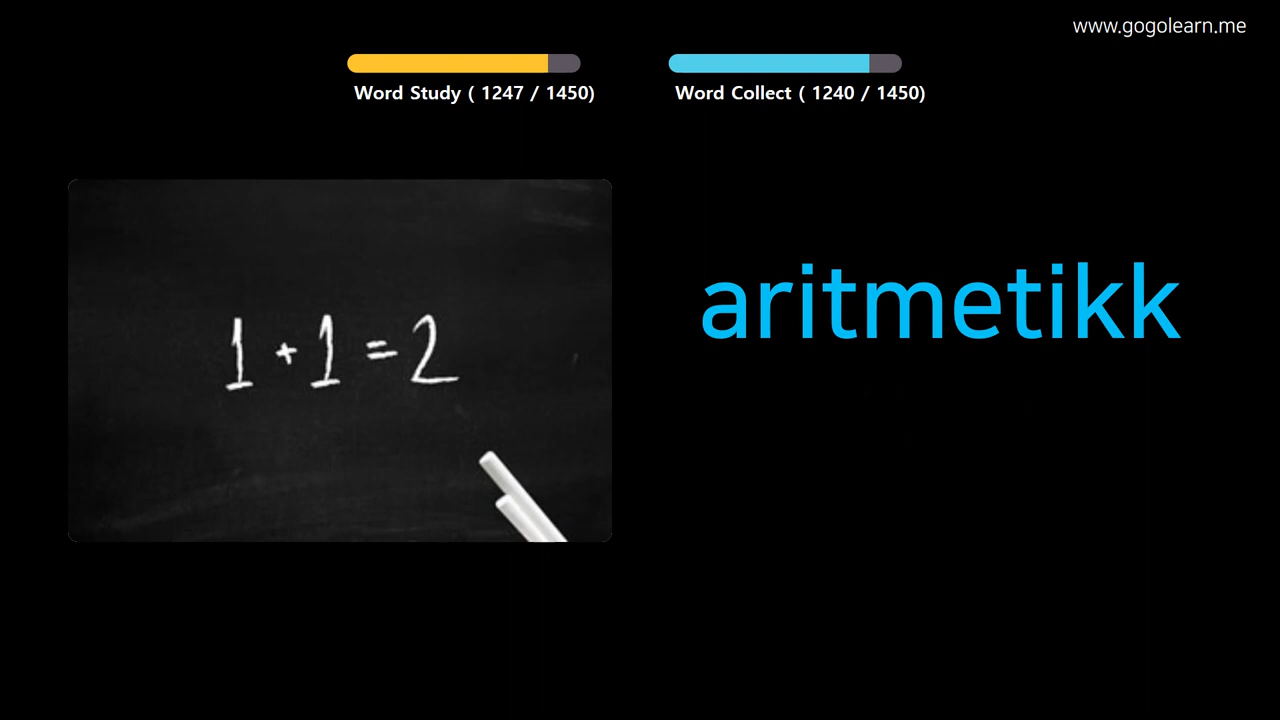 www.gogolearn.me
Word Study ( 1247 / 1450)
Word Collect ( 1240 / 1450)
aritmetikk
1 + 1 = 2